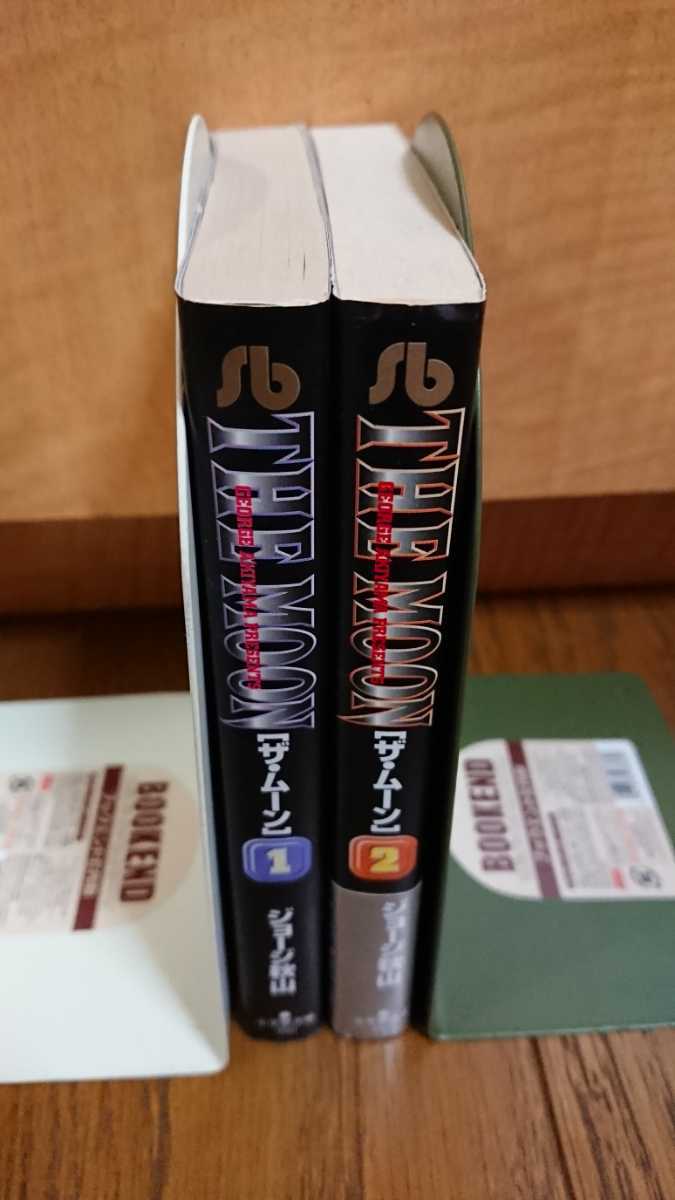 Sb
THE MOON
GEORGE AKIYAMA PRESENTS
[ザ・ムーン]
1
ジョージ秋山
Sb
THE MOON
GEORGE AKIYAMA PRESENTS
[ザ・ムーン]
2
ジョージ秋山
BOOKEND
BOOKEND